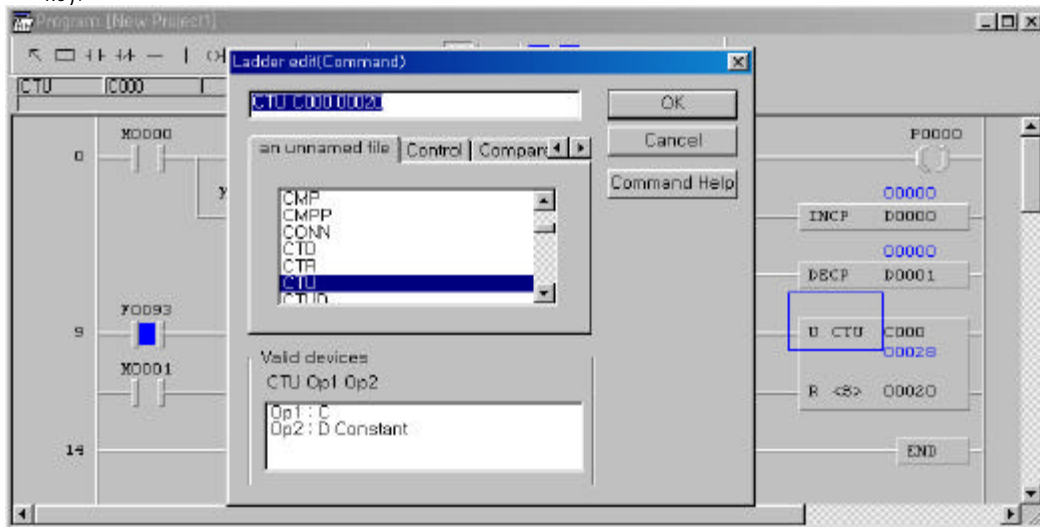 key.
Program [New Project1]
Ladder edit(Command)
CTU C000
CTU C000 00020
OK
an unnamed file Control Compar
Cancel
Command Help
CMP
CMPP
CONN
CTD
CTR
CTU
CTUD
Valid devices
CTU Op1 Op2
Op1 : C
Op2 : D Constant
M0000 P0000
0
00000
INCP D0000
00000
DECP D0001
F0093
9 U CTU C000
00028
M0001
R <S> 00020
14 END